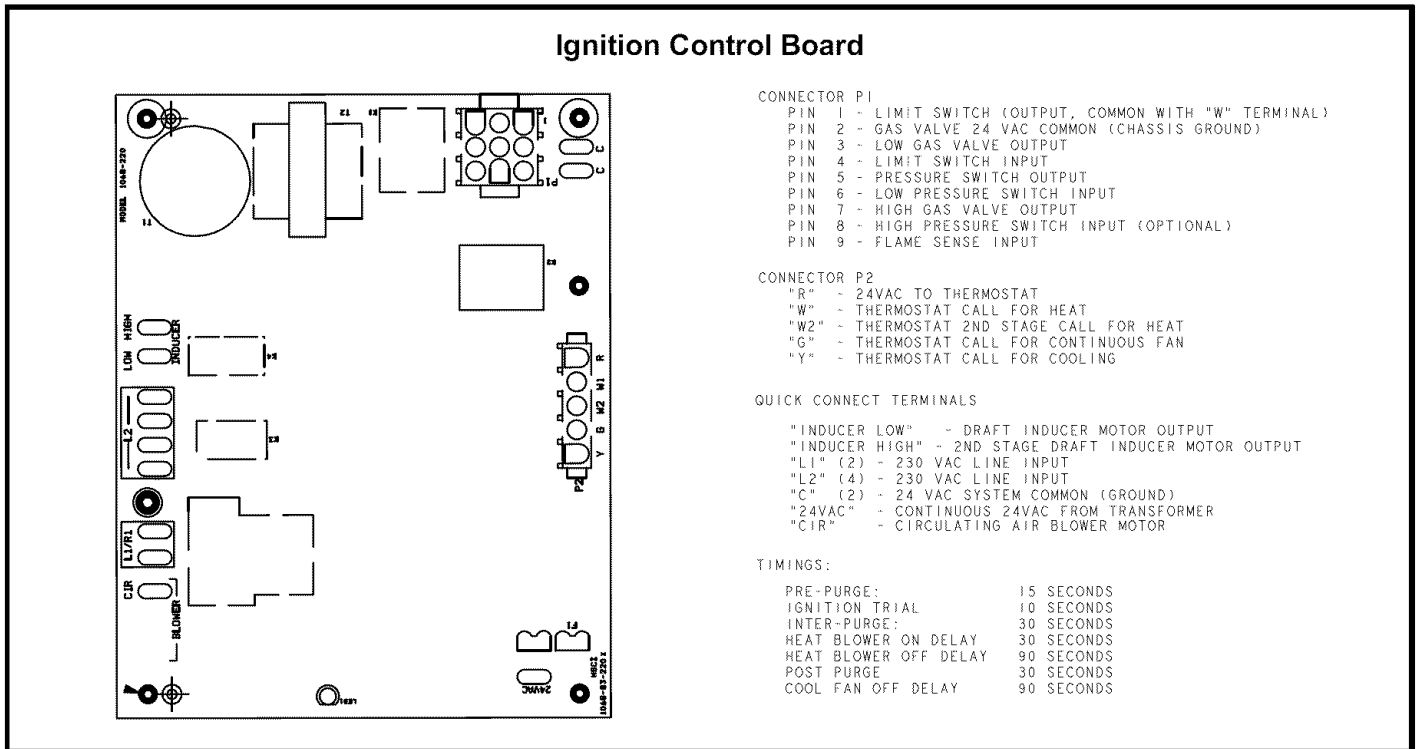 Ignition Control Board
MODEL 1068-220
T1
T2
P1
C
C
HIGH
LOW
INDUCER
L2
L1/R1
CIR
BLOWER
R
W1
W2
G
Y
P2
F1
24VAC
LED1
HSCI
1068-83-220
CONNECTOR P1
PIN 1 - LIMIT SWITCH (OUTPUT, COMMON WITH "W" TERMINAL)
PIN 2 - GAS VALVE 24 VAC COMMON (CHASSIS GROUND)
PIN 3 - LOW GAS VALVE OUTPUT
PIN 4 - LIMIT SWITCH INPUT
PIN 5 - PRESSURE SWITCH OUTPUT
PIN 6 - LOW PRESSURE SWITCH INPUT
PIN 7 - HIGH GAS VALVE OUTPUT
PIN 8 - HIGH PRESSURE SWITCH INPUT (OPTIONAL)
PIN 9 - FLAME SENSE INPUT
CONNECTOR P2
"R" - 24VAC TO THERMOSTAT
"W" - THERMOSTAT CALL FOR HEAT
"W2" - THERMOSTAT 2ND STAGE CALL FOR HEAT
"G" - THERMOSTAT CALL FOR CONTINUOUS FAN
"Y" - THERMOSTAT CALL FOR COOLING
QUICK CONNECT TERMINALS
"INDUCER LOW" - DRAFT INDUCER MOTOR OUTPUT
"INDUCER HIGH" - 2ND STAGE DRAFT INDUCER MOTOR OUTPUT
"L1" (2) - 230 VAC LINE INPUT
"L2" (4) - 230 VAC LINE INPUT
"C" (2) - 24 VAC SYSTEM COMMON (GROUND)
"24VAC" - CONTINUOUS 24VAC FROM TRANSFORMER
"CIR" - CIRCULATING AIR BLOWER MOTOR
TIMINGS:
PRE-PURGE: 15 SECONDS
IGNITION TRIAL 10 SECONDS
INTER-PURGE: 30 SECONDS
HEAT BLOWER ON DELAY 30 SECONDS
HEAT BLOWER OFF DELAY 90 SECONDS
POST PURGE 30 SECONDS
COOL FAN OFF DELAY 90 SECONDS